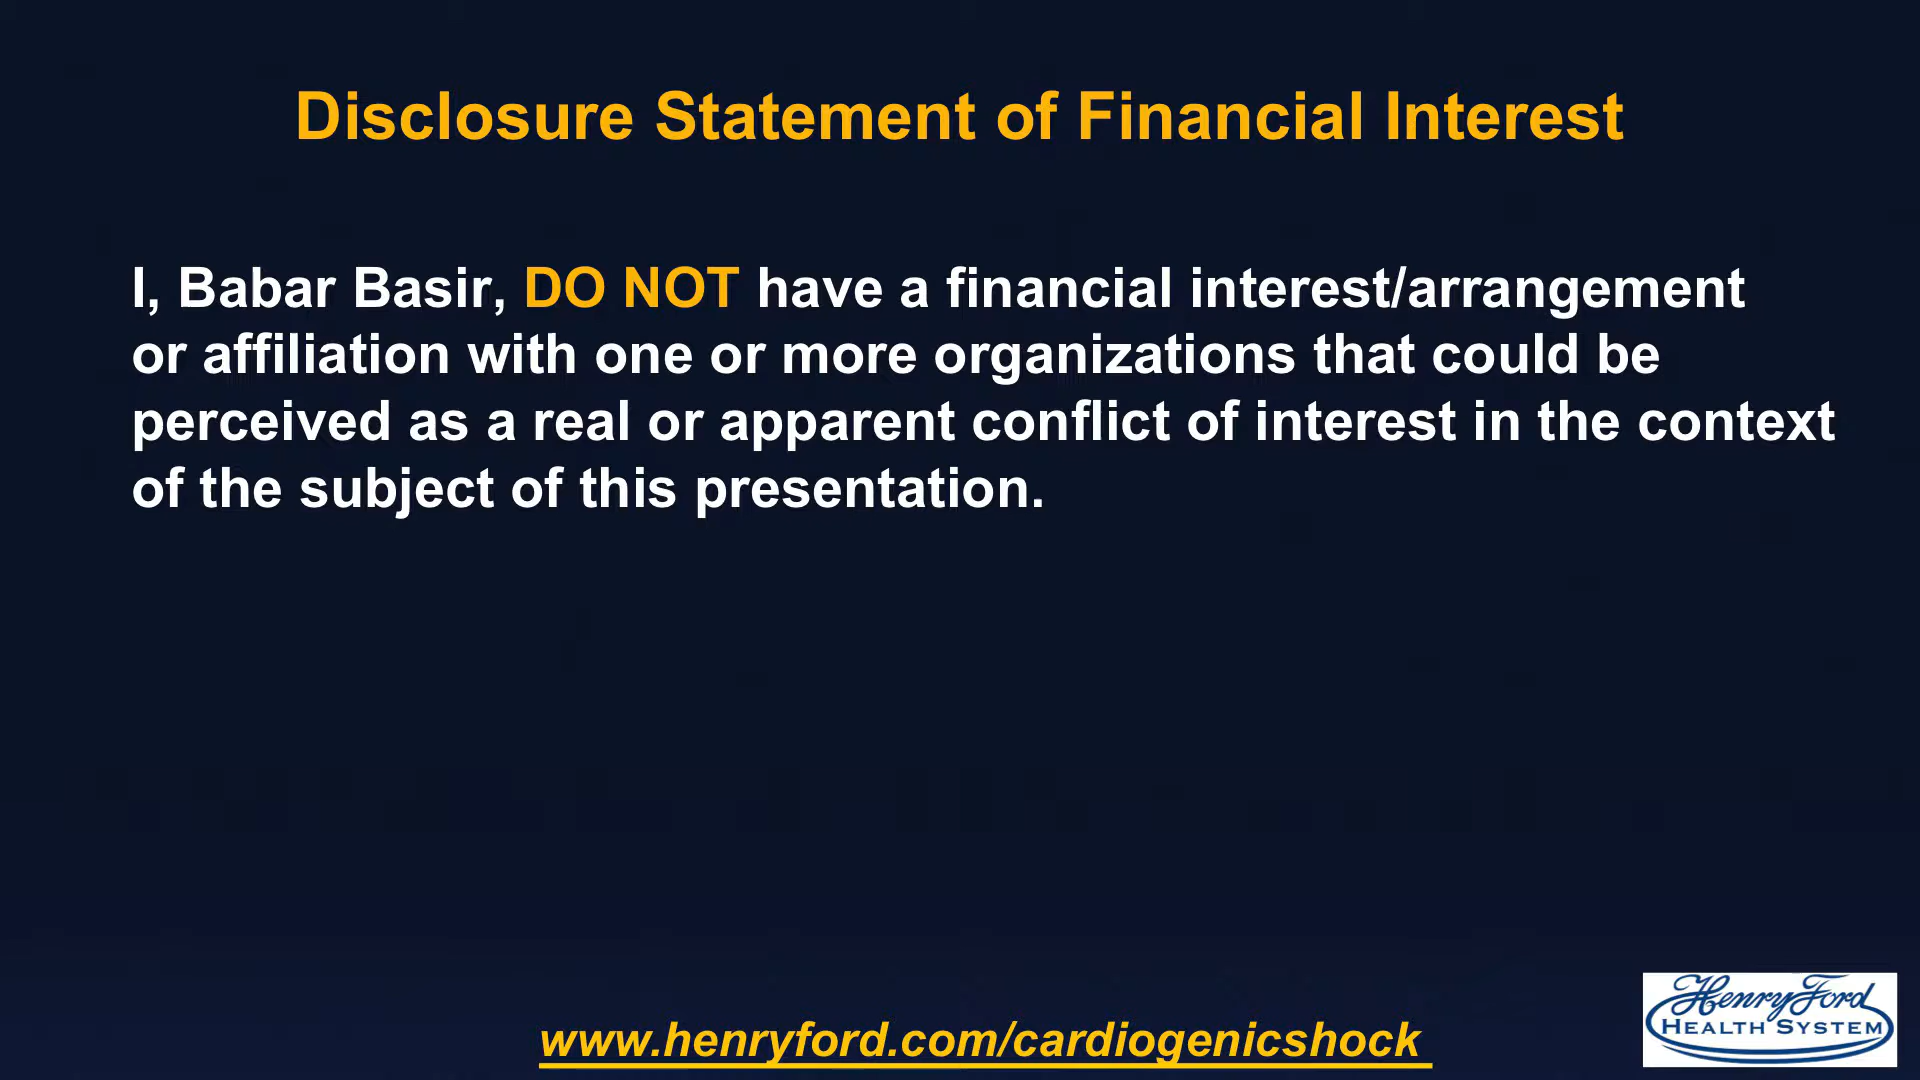 Disclosure Statement of Financial Interest
I, Babar Basir, DO NOT have a financial interest/arrangement
or affiliation with one or more organizations that could be
perceived as a real or apparent conflict of interest in the context
of the subject of this presentation.
www.henryford.com/cardiogenicshock
Henry Ford
HEALTH SYSTEM